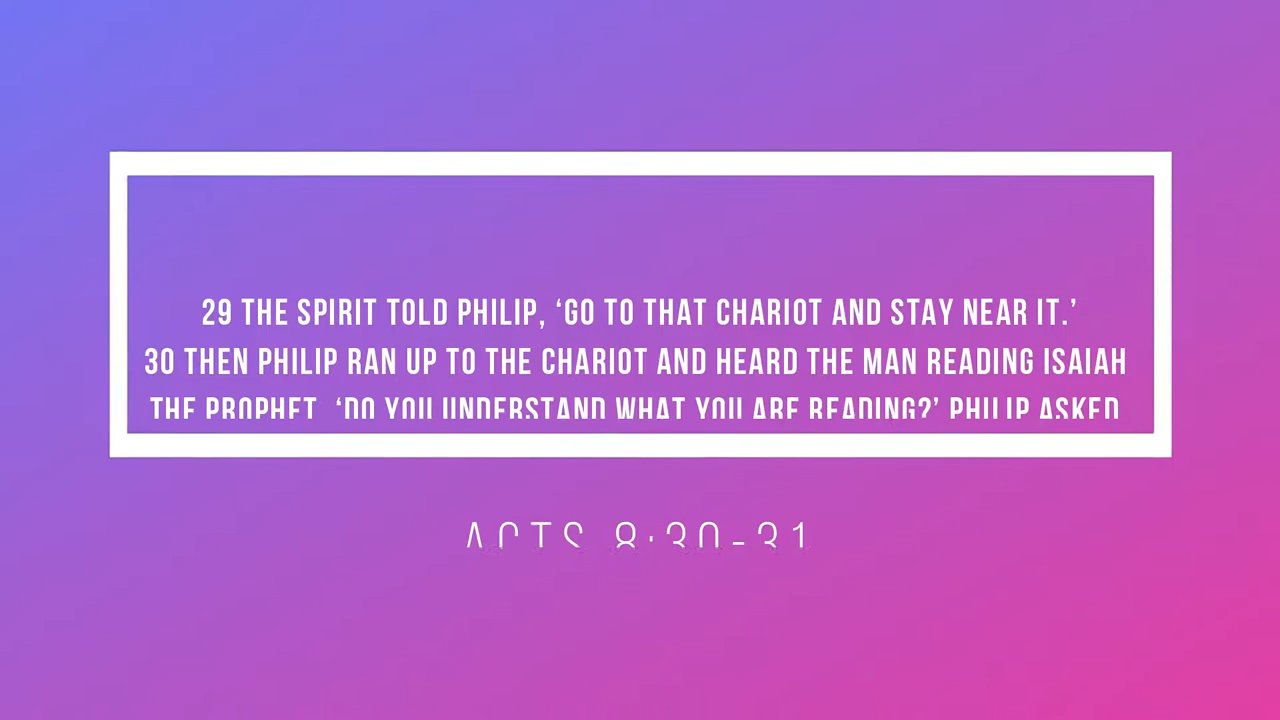 29 THE SPIRIT TOLD PHILIP, ‘GO TO THAT CHARIOT AND STAY NEAR IT.’
30 THEN PHILIP RAN UP TO THE CHARIOT AND HEARD THE MAN READING ISAIAH
THE PROPHET. ‘DO YOU UNDERSTAND WHAT YOU ARE READING?’ PHILIP ASKED
ACTS 8:30-31